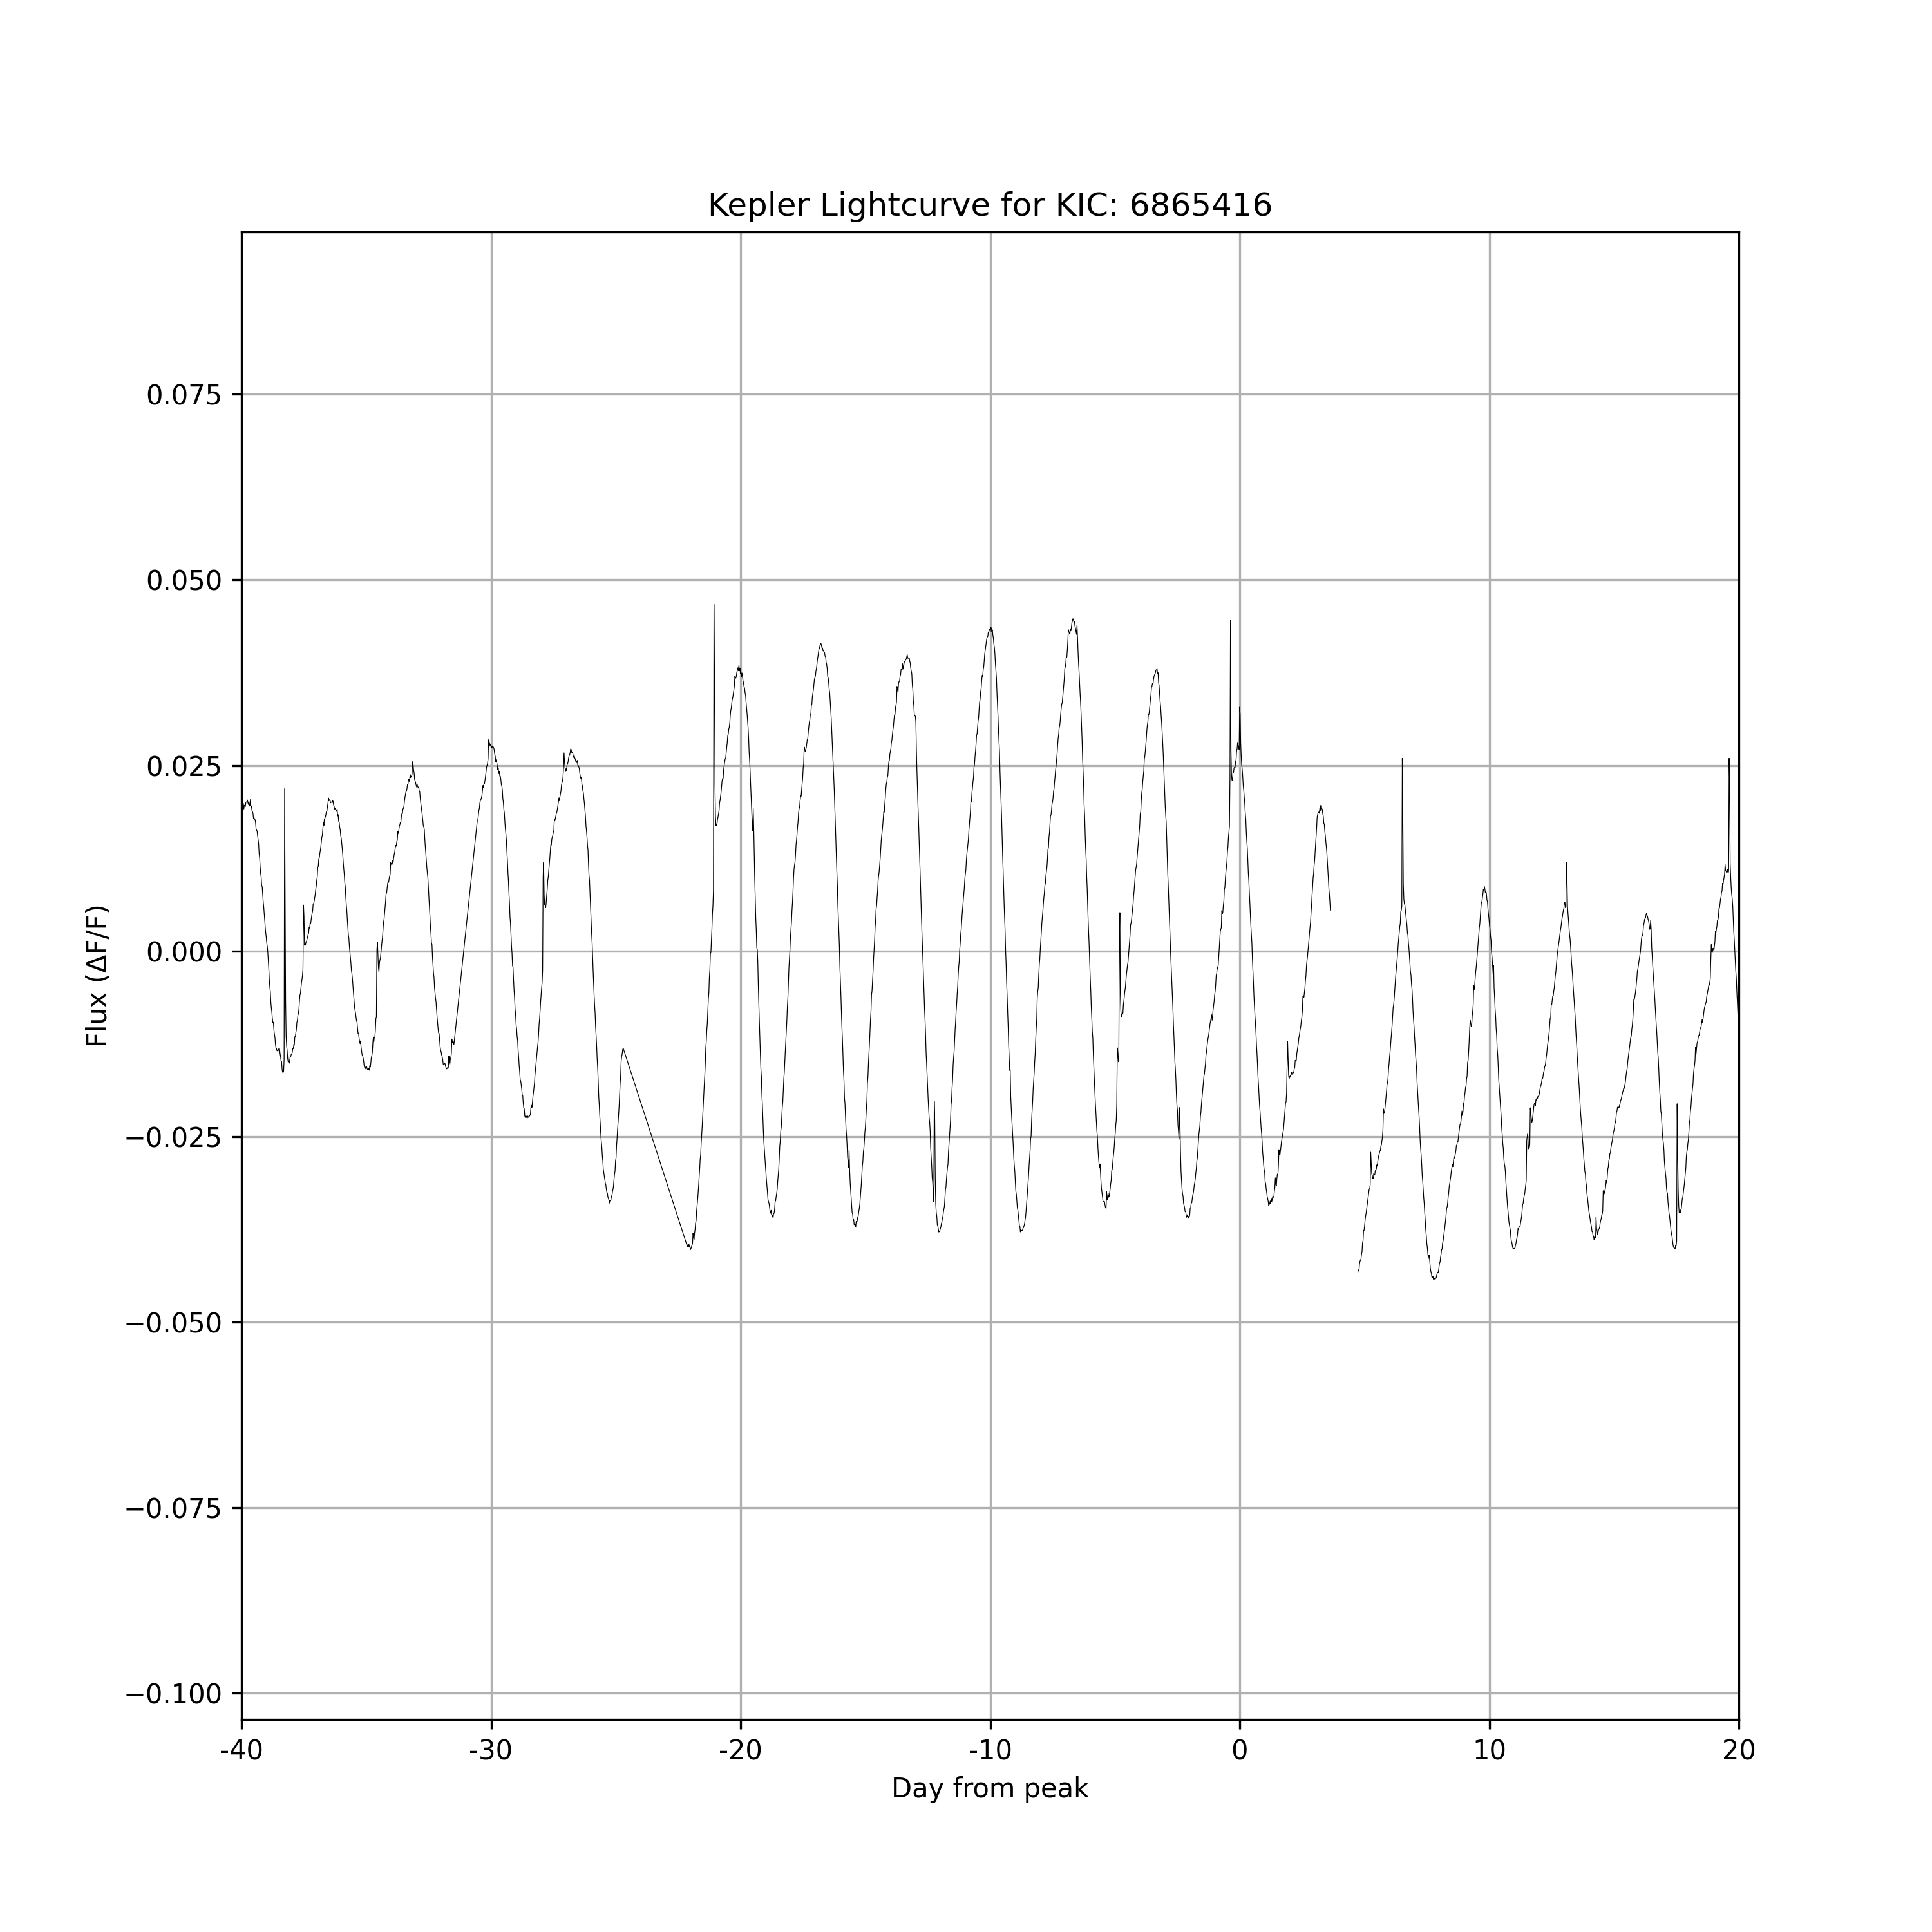 Kepler Lightcurve for KIC: 6865416
Flux (ΔF/F)
0.075
0.050
0.025
0.000
−0.025
−0.050
−0.075
−0.100
-40 -30 -20 -10 0 10 20
Day from peak